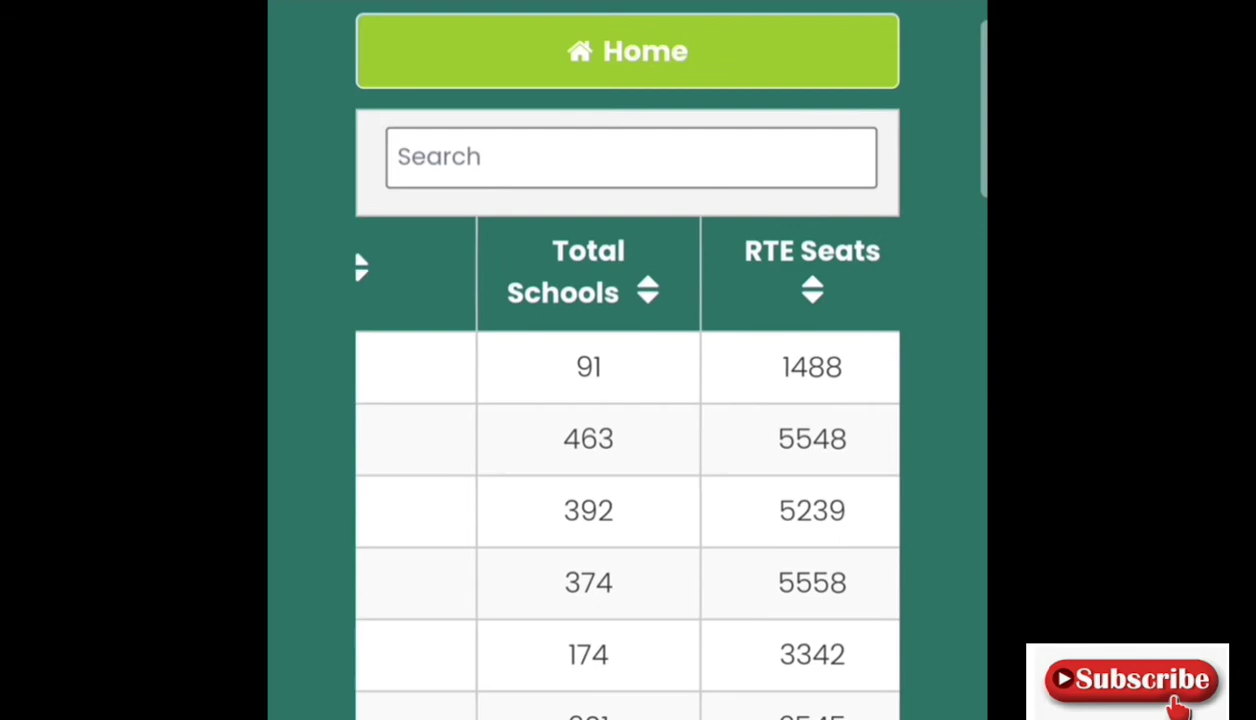 Home
Search
Total RTE Seats
Schools
91 1488
463 5548
392 5239
374 5558
174 3342
Subscribe